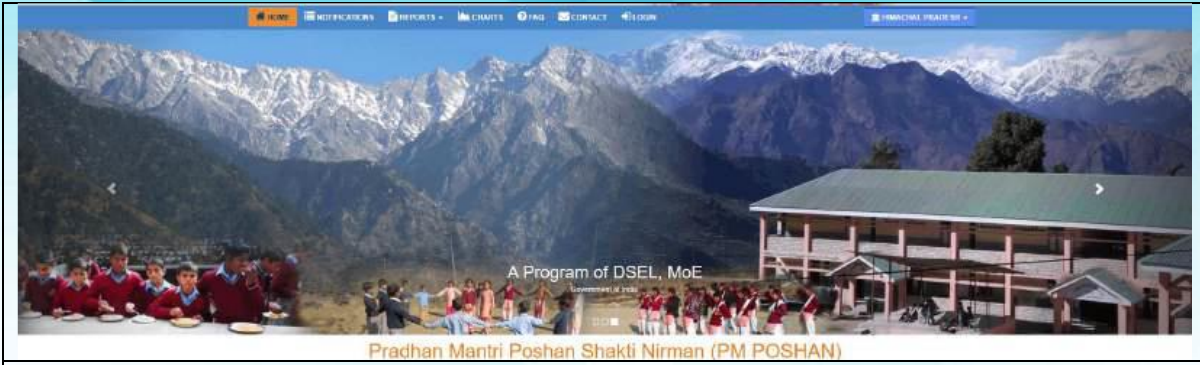 HOME NOTIFICATIONS REPORTS CHARTS FAQ CONTACT LOGIN HIMACHAL PRADESH
A Program of DSEL, MoE
Government of India
Pradhan Mantri Poshan Shakti Nirman (PM POSHAN)